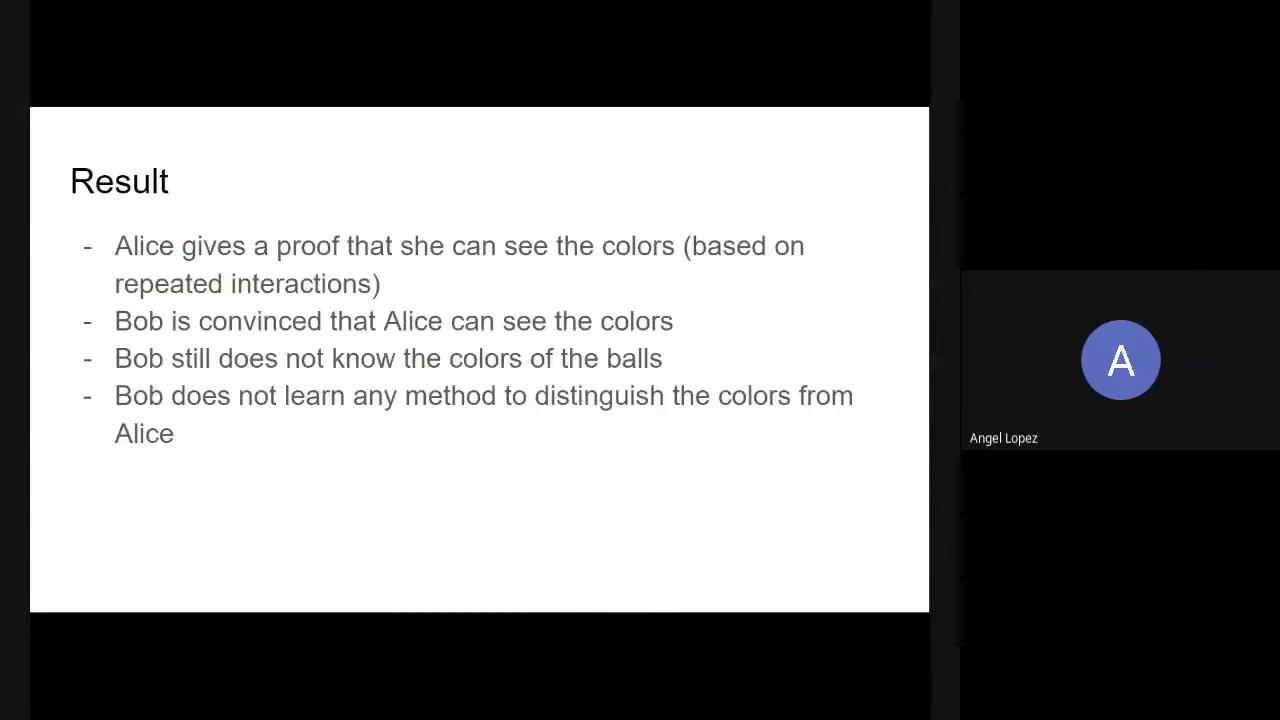 Result
- Alice gives a proof that she can see the colors (based on
repeated interactions)
- Bob is convinced that Alice can see the colors
- Bob still does not know the colors of the balls
- Bob does not learn any method to distinguish the colors from
Alice
A
Angel Lopez